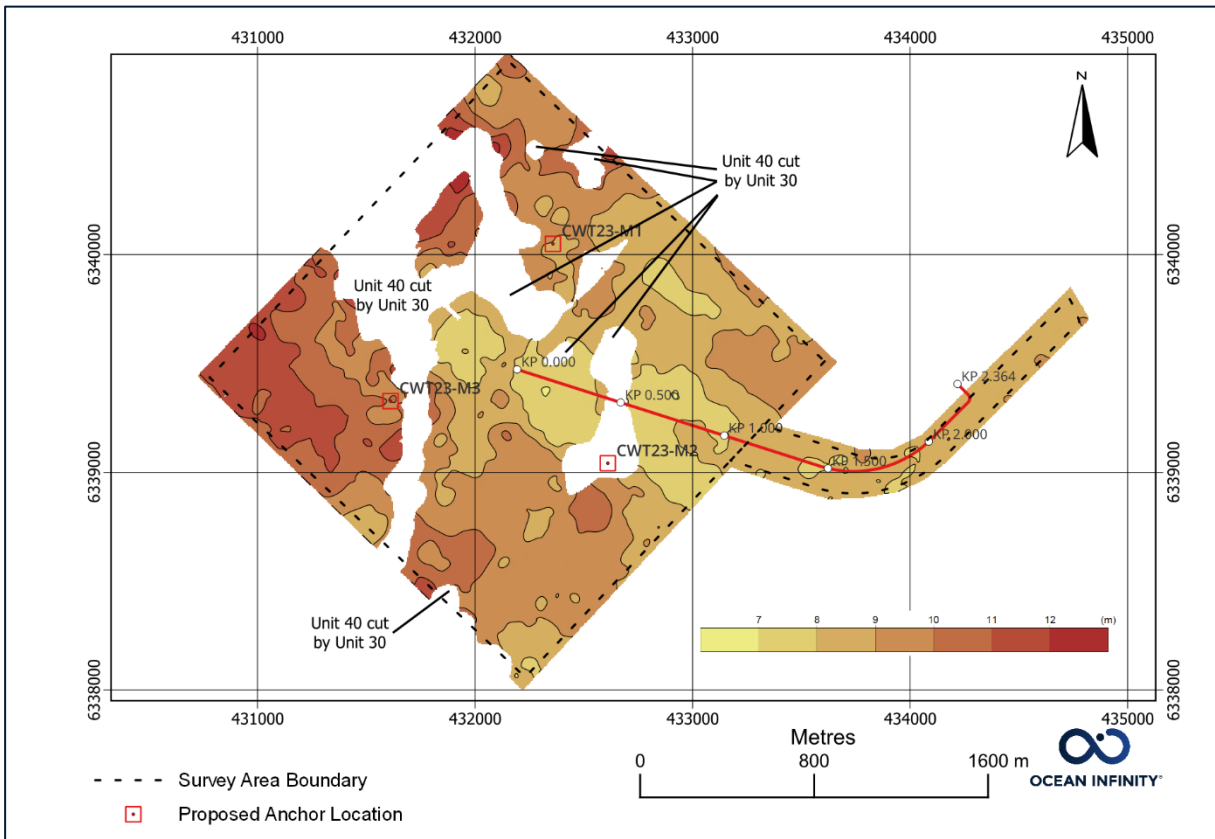 431000 432000 433000 434000 435000
N
Unit 40 cut
by Unit 30
6340000
CWT23-M1
6340000
Unit 40 cut
by Unit 30
KP 0.000
CWT23-M3
KP 0.500
KP 2.364
KP 1.000
KP 2.000
CWT23-M2
KP 1.500
6339000
6339000
Unit 40 cut
by Unit 30
7 8 9 10 11 12 (m)
6338000
6338000
431000 432000 433000 434000 435000
Metres
0 800 1600 m
OCEAN INFINITY®
Survey Area Boundary
Proposed Anchor Location